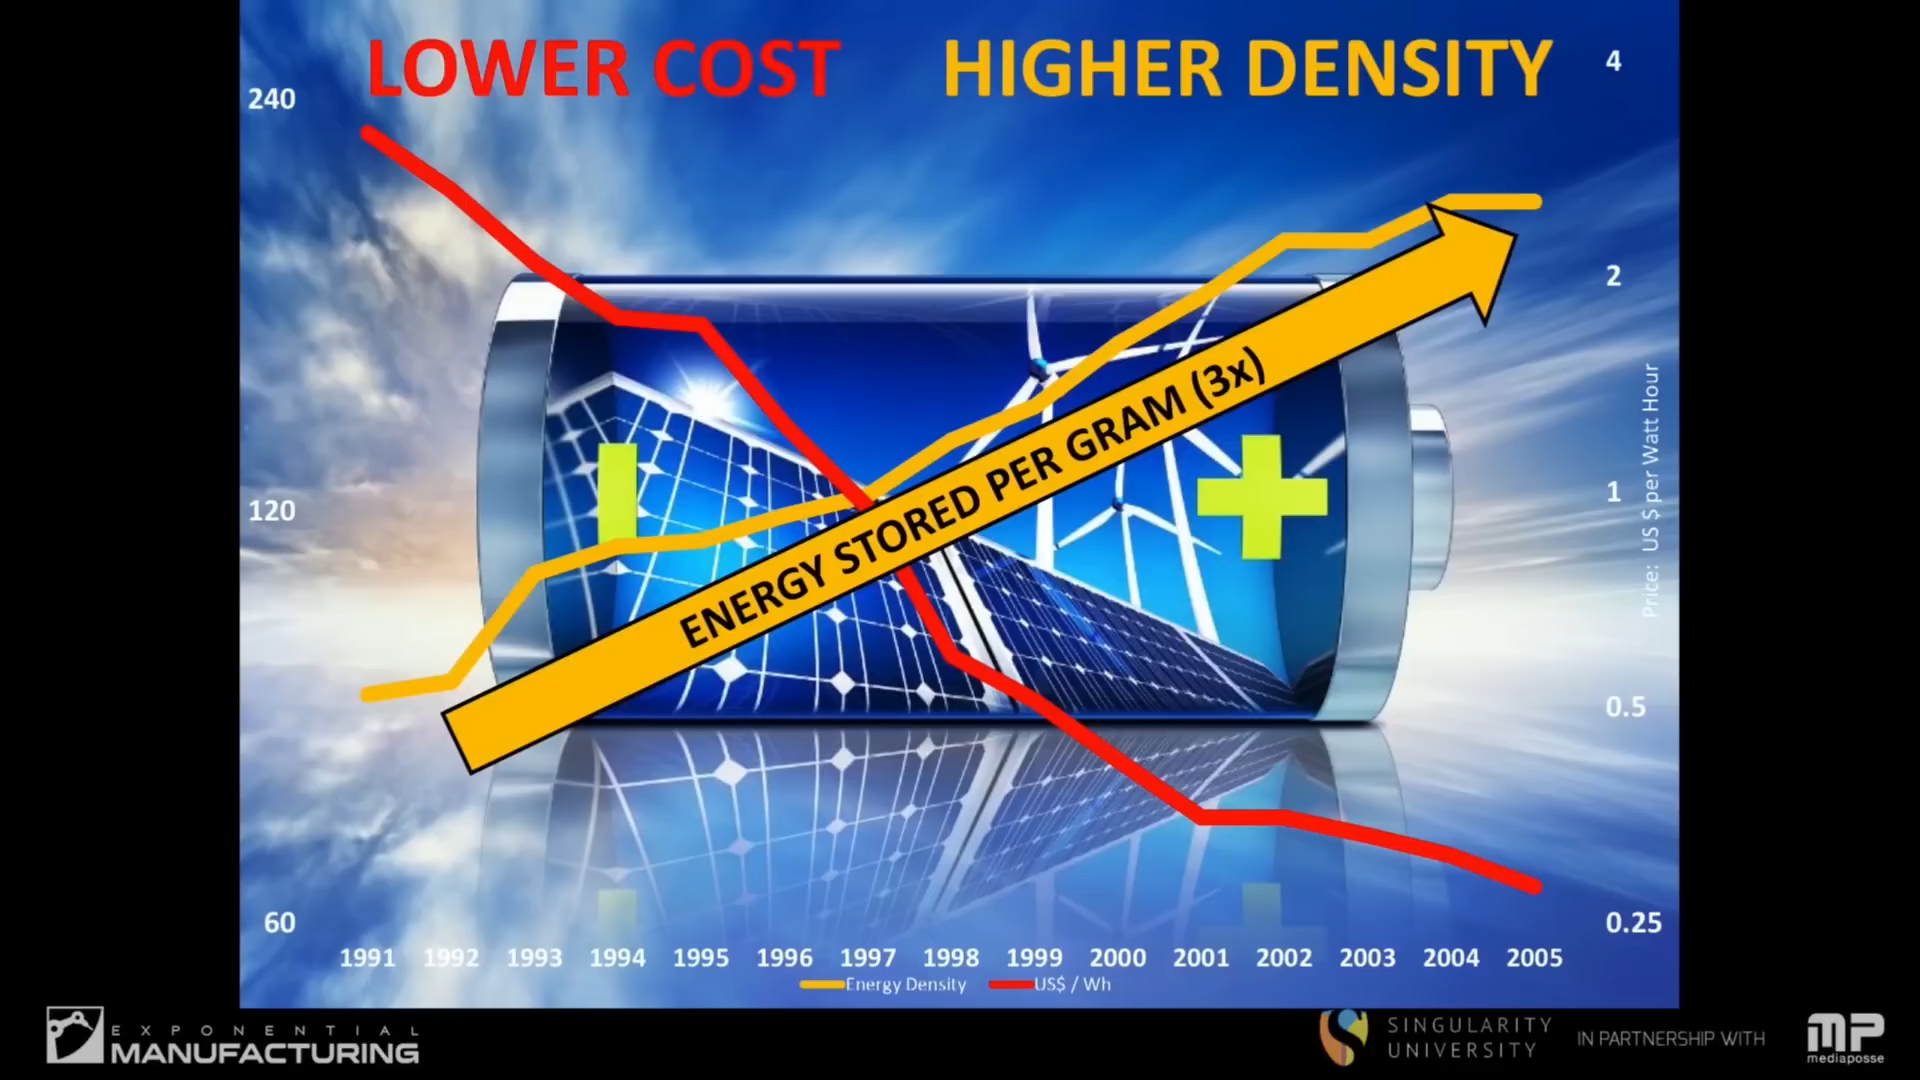 LOWER COST
HIGHER DENSITY
4
240
2
ENERGY STORED PER GRAM (3x)
1
120
Price: US $ per Watt Hour
0.5
60
0.25
1991 1992 1993 1994 1995 1996 1997 1998 1999 2000 2001 2002 2003 2004 2005
Energy Density
US$ / Wh
EXPONENTIAL
MANUFACTURING
SINGULARITY
UNIVERSITY
IN PARTNERSHIP WITH
MP
mediaposse